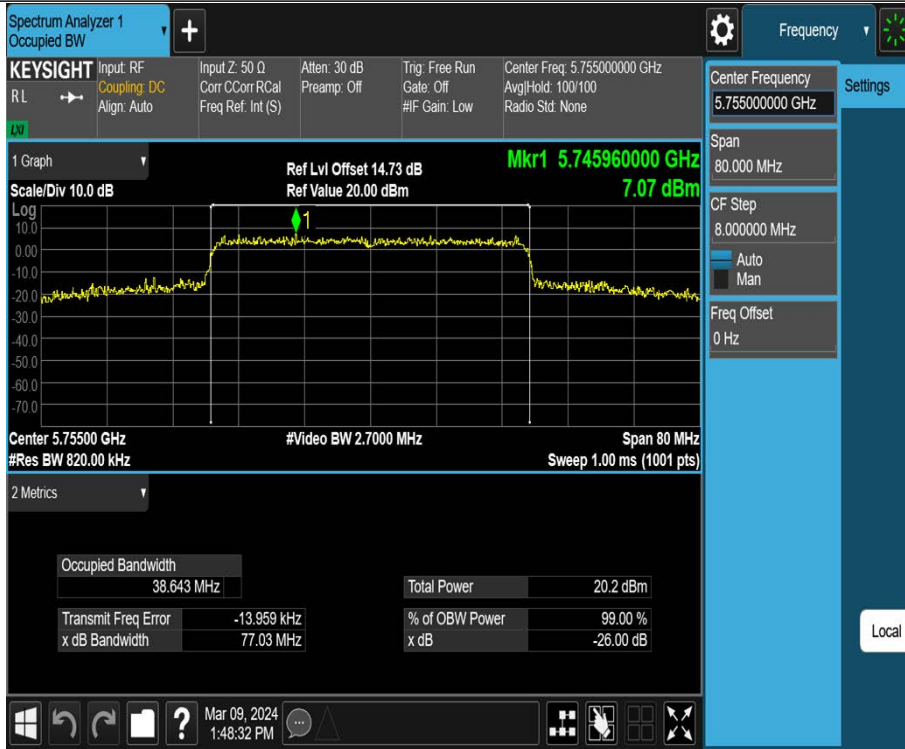 Spectrum Analyzer 1
Occupied BW
+
Frequency
KEYSIGHT
Input: RF
Input Z: 50 Ω
Atten: 30 dB
Trig: Free Run
Center Freq: 5.755000000 GHz
R L
Coupling: DC
Corr CCorr RCal
Preamp: Off
Gate: Off
Avg|Hold: 100/100
Align: Auto
Freq Ref: Int (S)
#IF Gain: Low
Radio Std: None
LXI
Center Frequency
5.755000000 GHz
Settings
Span
80.000 MHz
CF Step
8.000000 MHz
Auto
Man
Freq Offset
0 Hz
1 Graph
Ref Lvl Offset 14.73 dB
Mkr1 5.745960000 GHz
Scale/Div 10.0 dB
Ref Value 20.00 dBm
7.07 dBm
Log
1
10.0
0.00
-10.0
-20.0
-30.0
-40.0
-50.0
-60.0
-70.0
Center 5.75500 GHz
#Video BW 2.7000 MHz
Span 80 MHz
#Res BW 820.00 kHz
Sweep 1.00 ms (1001 pts)
2 Metrics
Occupied Bandwidth
38.643 MHz
Total Power 20.2 dBm
Transmit Freq Error -13.959 kHz
% of OBW Power 99.00 %
x dB Bandwidth 77.03 MHz
x dB -26.00 dB
Local
?
Mar 09, 2024
1:48:32 PM